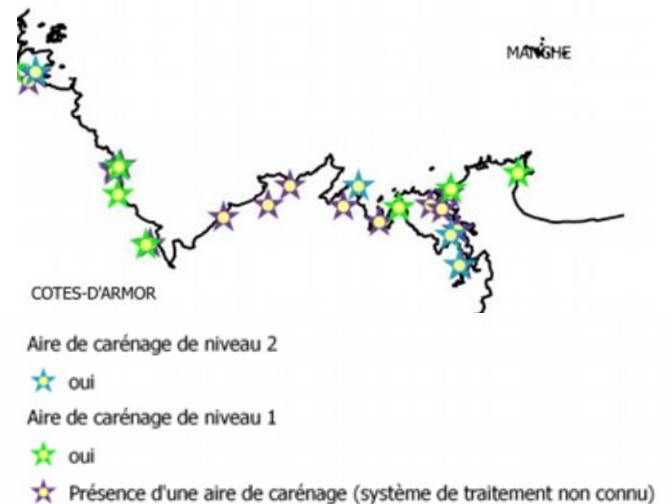 MANCHE
COTES-D'ARMOR
Aire de carénage de niveau 2
oui
Aire de carénage de niveau 1
oui
Présence d'une aire de carénage (système de traitement non connu)